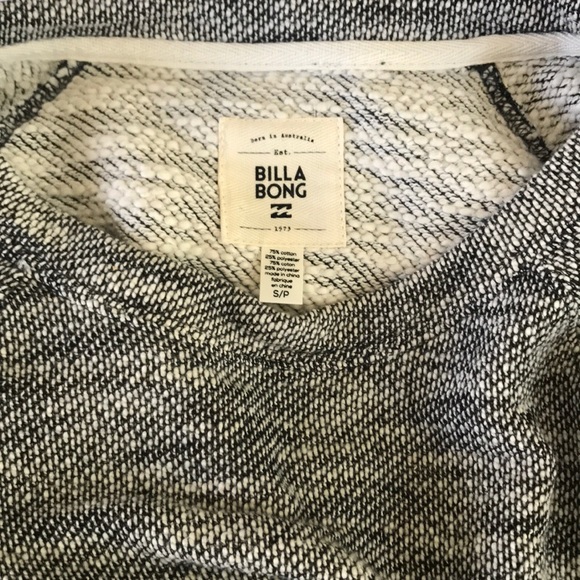 Born in Australia
Est.
BILLA
BONG
1973
75% cotton
25% polyester
75% coton
25% polyester
made in china
fabriqué
en chine
S/P